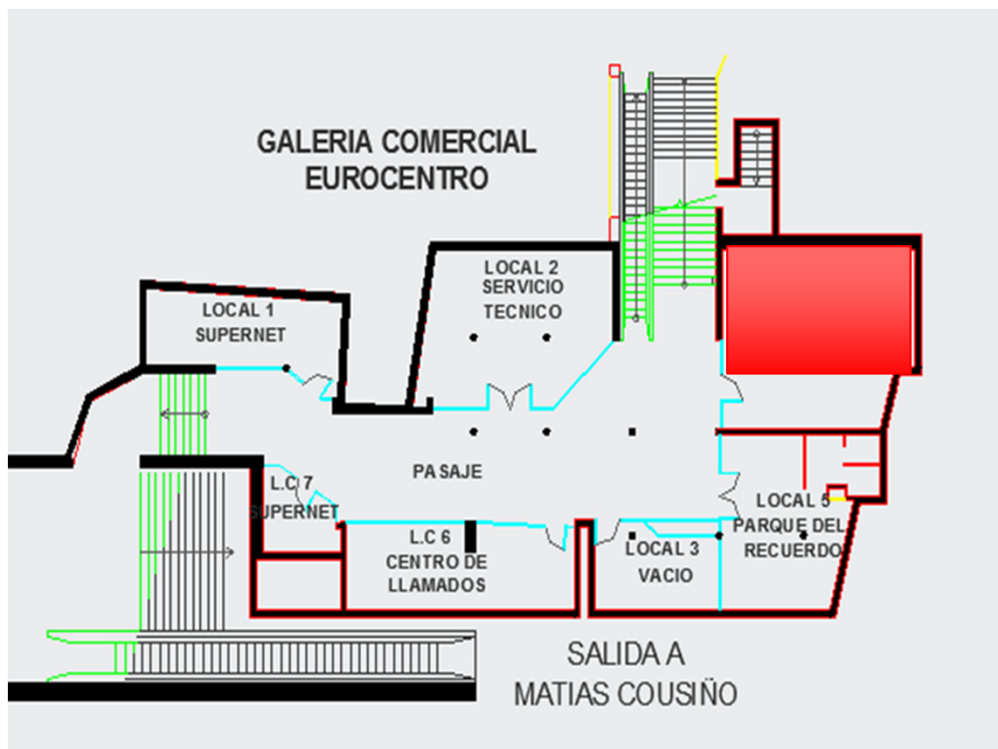 GALERIA COMERCIAL
EUROCENTRO
LOCAL 2
SERVICIO
TECNICO
LOCAL 1
SUPERNET
PASAJE
L.C 7
SUPERNET
L.C 6
CENTRO DE
LLAMADOS
LOCAL 3
VACIO
LOCAL 5
PARQUE DEL
RECUERDO
SALIDA A
MATIAS COUSIÑO